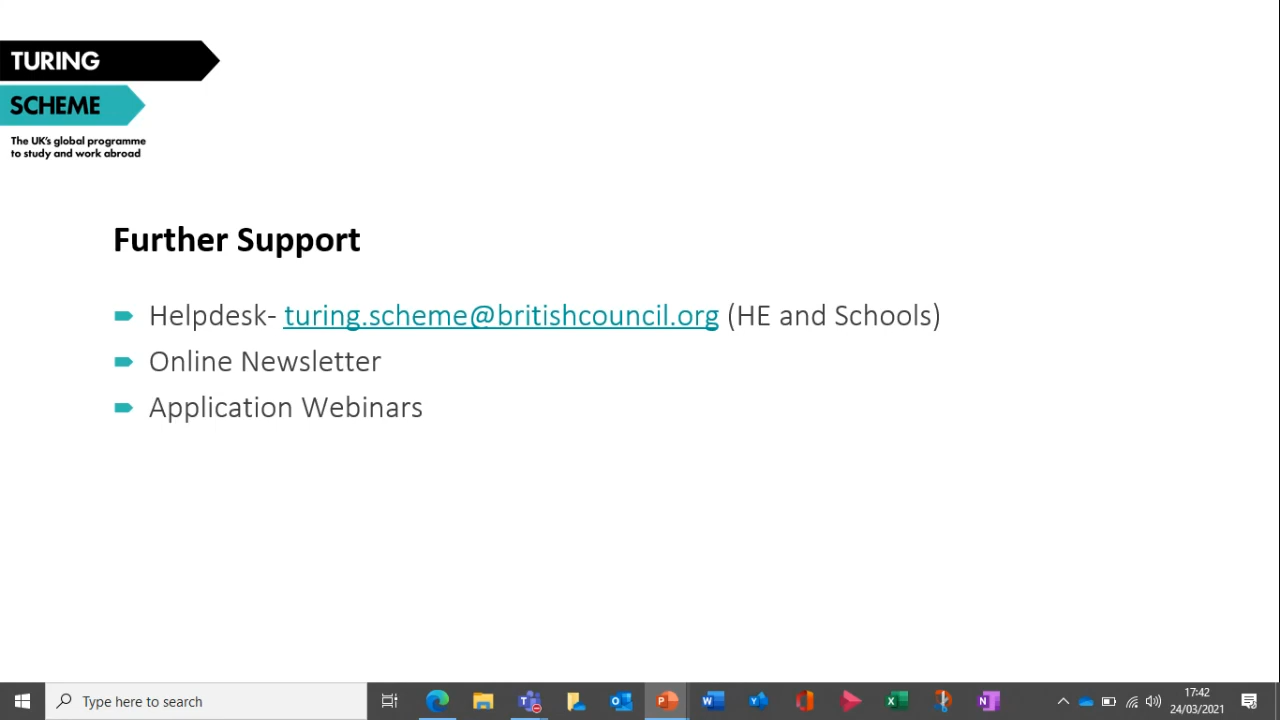 TURING
SCHEME
The UK's global programme
to study and work abroad
Further Support
Helpdesk- turing.scheme@britishcouncil.org (HE and Schools)
Online Newsletter
Application Webinars
Type here to search
17:42
24/03/2021